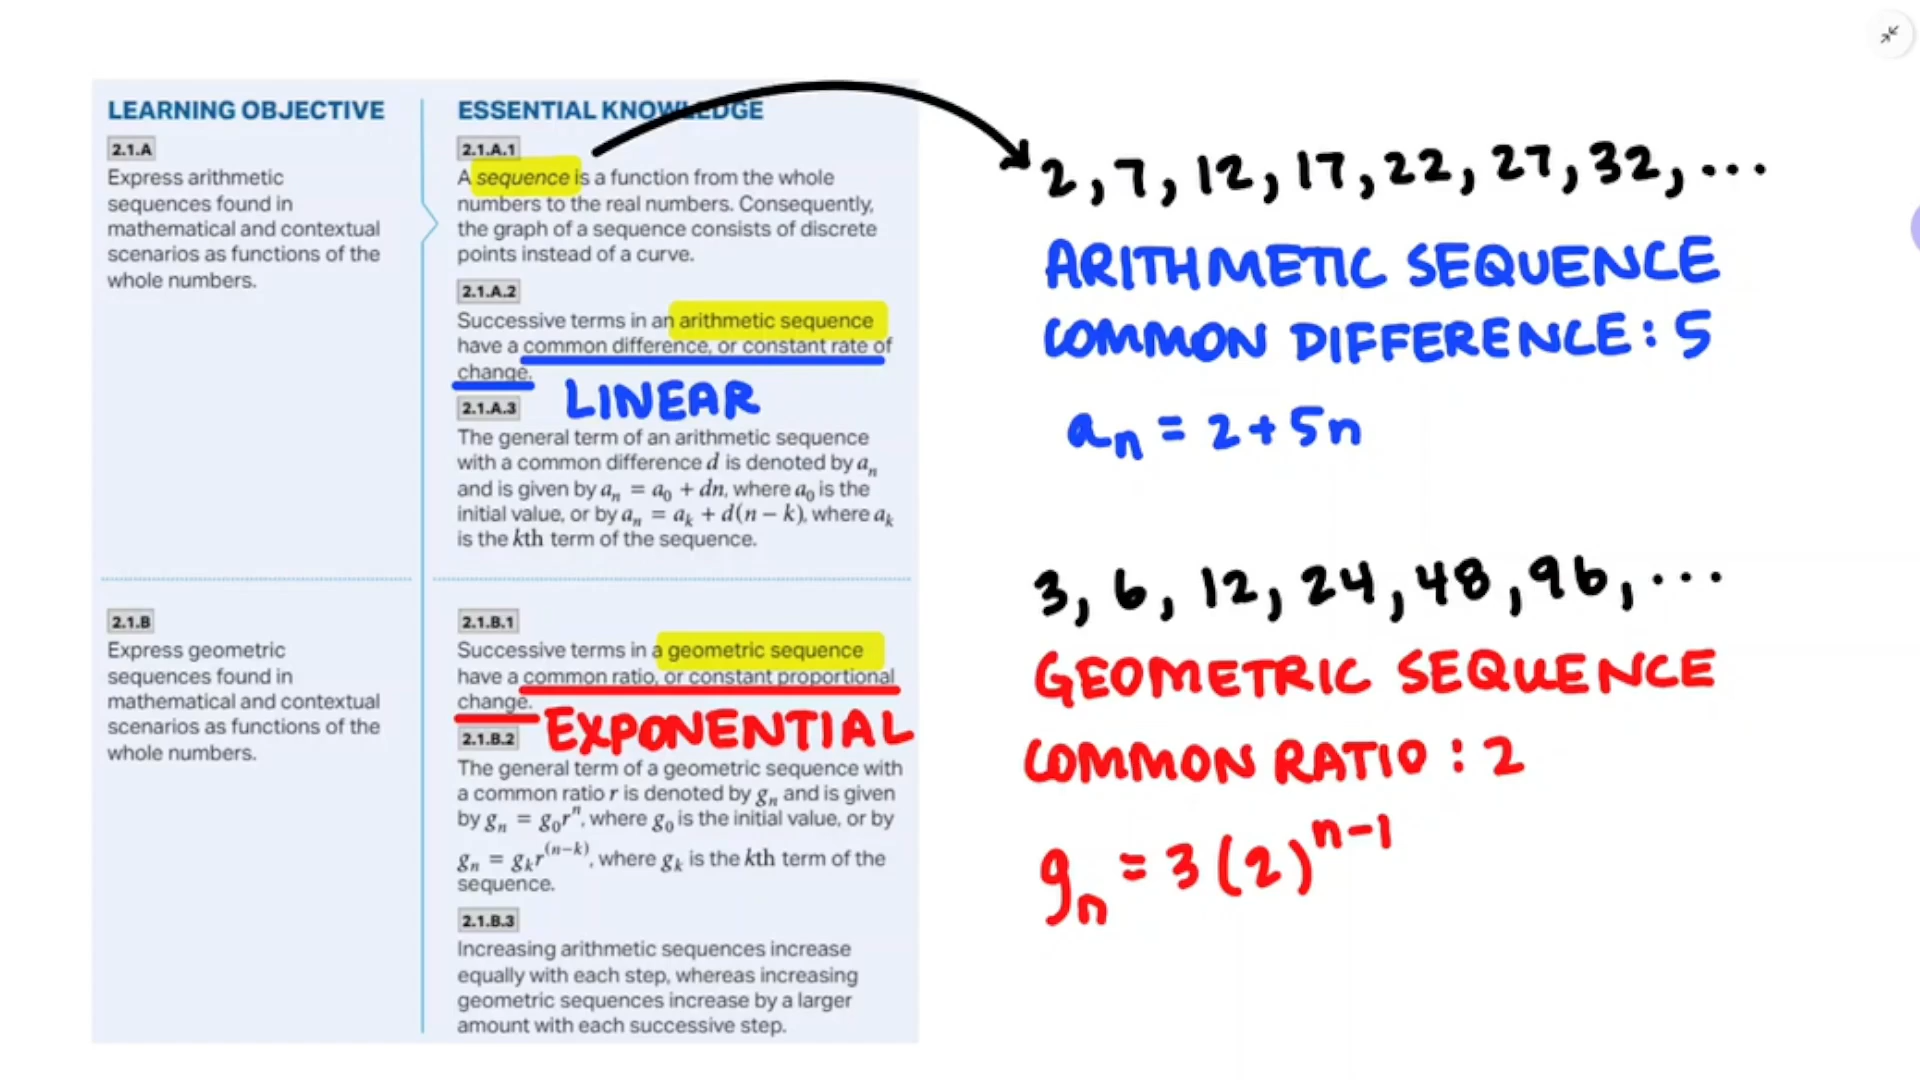 LEARNING OBJECTIVE
2.1.A
Express arithmetic
sequences found in
mathematical and contextual
scenarios as functions of the
whole numbers.
ESSENTIAL KNOWLEDGE
2.1.A.1
A sequence is a function from the whole
numbers to the real numbers. Consequently,
the graph of a sequence consists of discrete
points instead of a curve.
2.1.A.2
Successive terms in an arithmetic sequence
have a common difference, or constant rate of
change.
LINEAR
2.1.A.3
The general term of an arithmetic sequence
with a common difference d is denoted by aₙ
and is given by aₙ = a₀ + dn, where a₀ is the
initial value, or by aₙ = aₖ + d(n − k), where aₖ
is the kth term of the sequence.
2.1.B
Express geometric
sequences found in
mathematical and contextual
scenarios as functions of the
whole numbers.
2.1.B.1
Successive terms in a geometric sequence
have a common ratio, or constant proportional
change.
EXPONENTIAL
2.1.B.2
The general term of a geometric sequence with
a common ratio r is denoted by gₙ and is given
by gₙ = g₀rⁿ, where g₀ is the initial value, or by
gₙ = gₖr⁽ⁿ⁻ᵏ⁾, where gₖ is the kth term of the
sequence.
2.1.B.3
Increasing arithmetic sequences increase
equally with each step, whereas increasing
geometric sequences increase by a larger
amount with each successive step.
2, 7, 12, 17, 22, 27, 32, ...
ARITHMETIC SEQUENCE
COMMON DIFFERENCE: 5
aₙ = 2 + 5n
3, 6, 12, 24, 48, 96, ...
GEOMETRIC SEQUENCE
COMMON RATIO: 2
gₙ = 3(2)ⁿ⁻¹